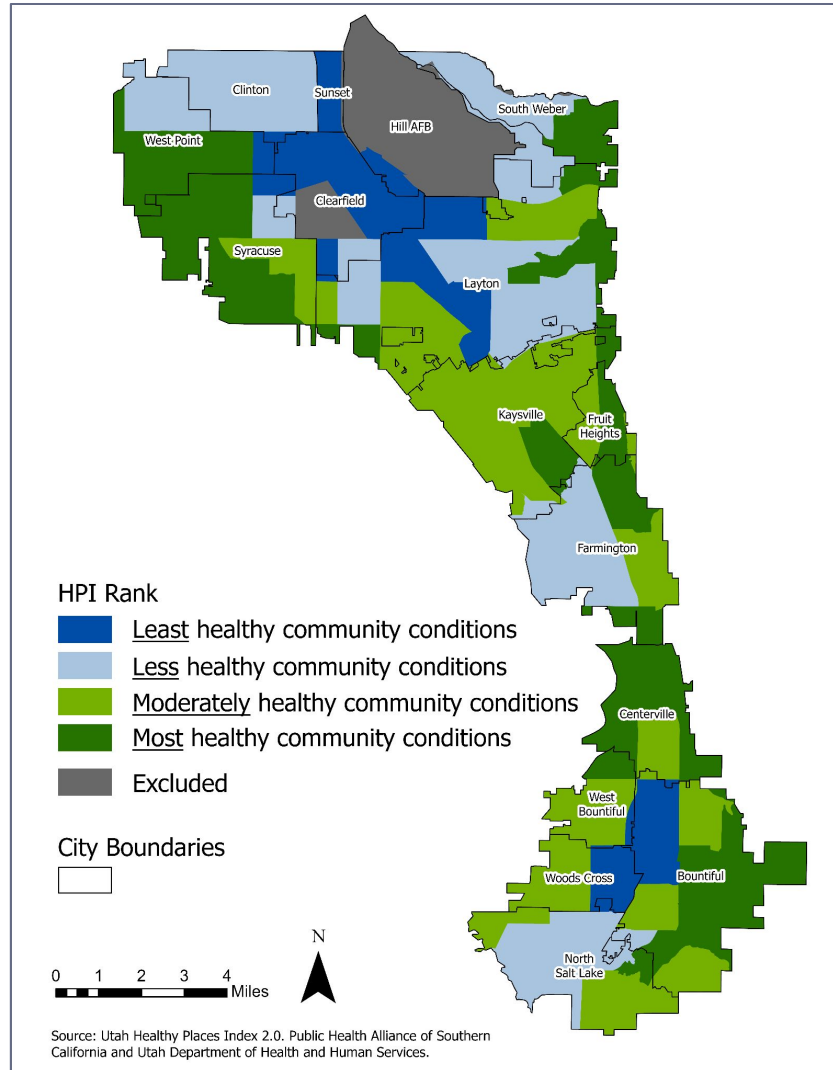 Clinton
Sunset
South Weber
Hill AFB
West Point
Clearfield
Syracuse
Layton
Kaysville
Fruit
Heights
Farmington
HPI Rank
Least healthy community conditions
Less healthy community conditions
Moderately healthy community conditions
Most healthy community conditions
Excluded
City Boundaries
Centerville
West
Bountiful
Woods Cross
Bountiful
North
Salt Lake
N
0 1 2 3 4
Miles
Source: Utah Healthy Places Index 2.0. Public Health Alliance of Southern
California and Utah Department of Health and Human Services.